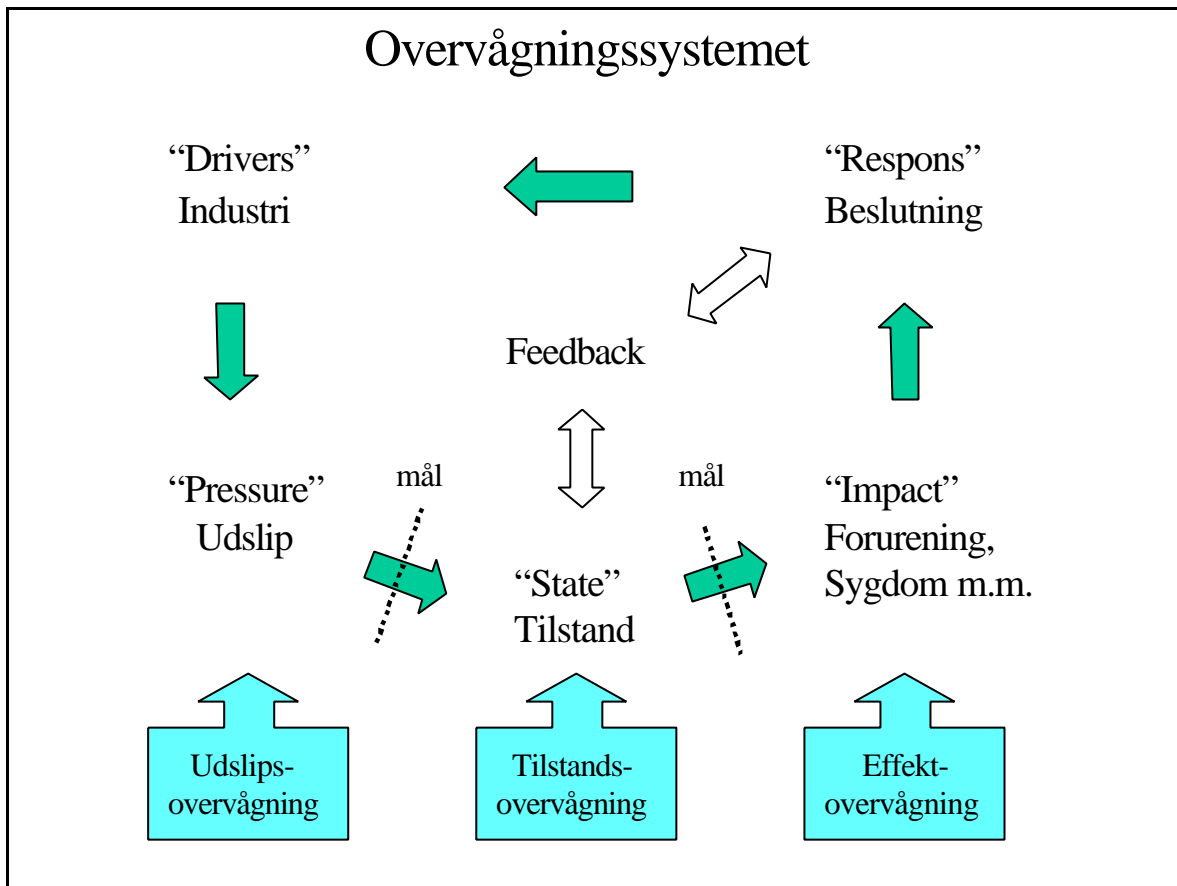 Overvågningssystemet
“Drivers”
Industri
“Respons”
Beslutning
Feedback
“Pressure”
Udslip
mål
mål
“State”
Tilstand
“Impact”
Forurening,
Sygdom m.m.
Udslips-
overvågning
Tilstands-
overvågning
Effekt-
overvågning